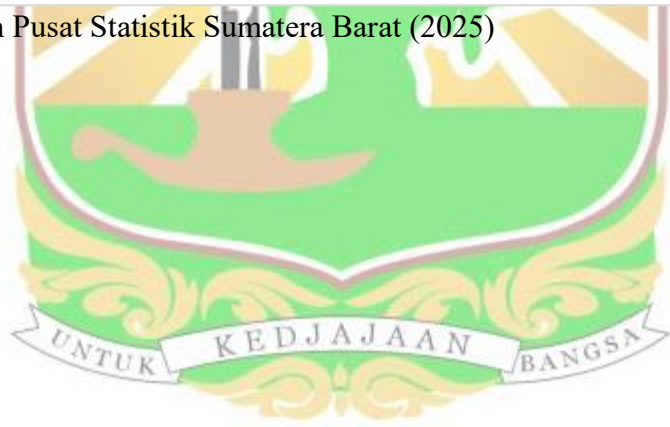 n Pusat Statistik Sumatera Barat (2025)
UNTUK KEDJAJAAN BANGSA